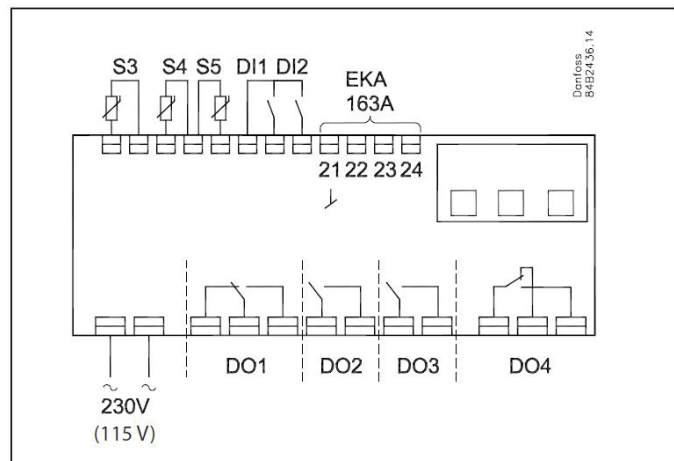 S3 S4 S5 DI1 DI2
EKA
163A
Danfoss
84B2436.14
21 22 23 24
DO1 DO2 DO3 DO4
230V
(115 V)